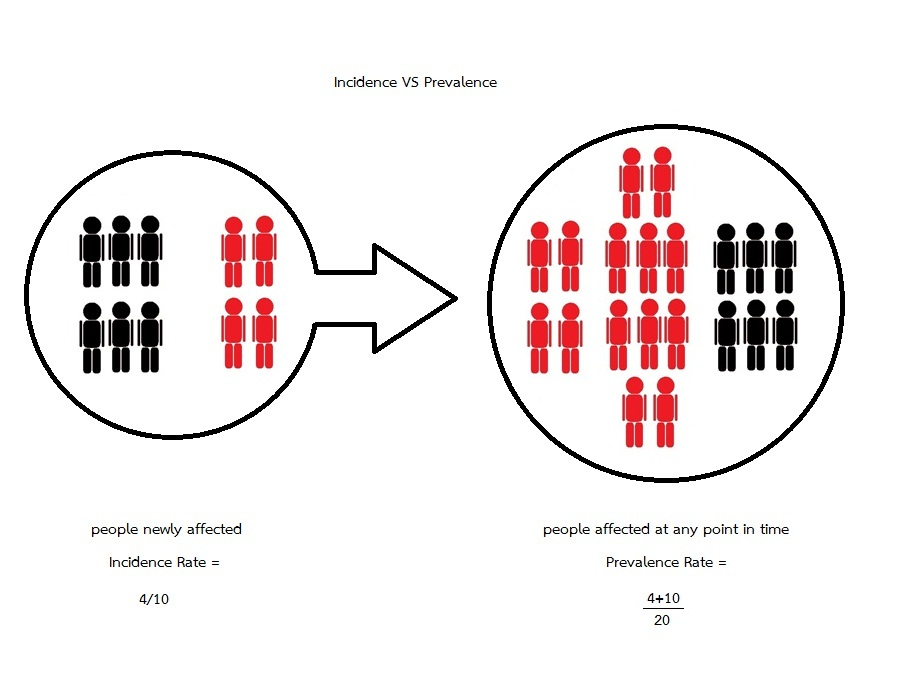 Incidence VS Prevalence
people newly affected
Incidence Rate =
4/10
people affected at any point in time
Prevalence Rate =
4+10
20